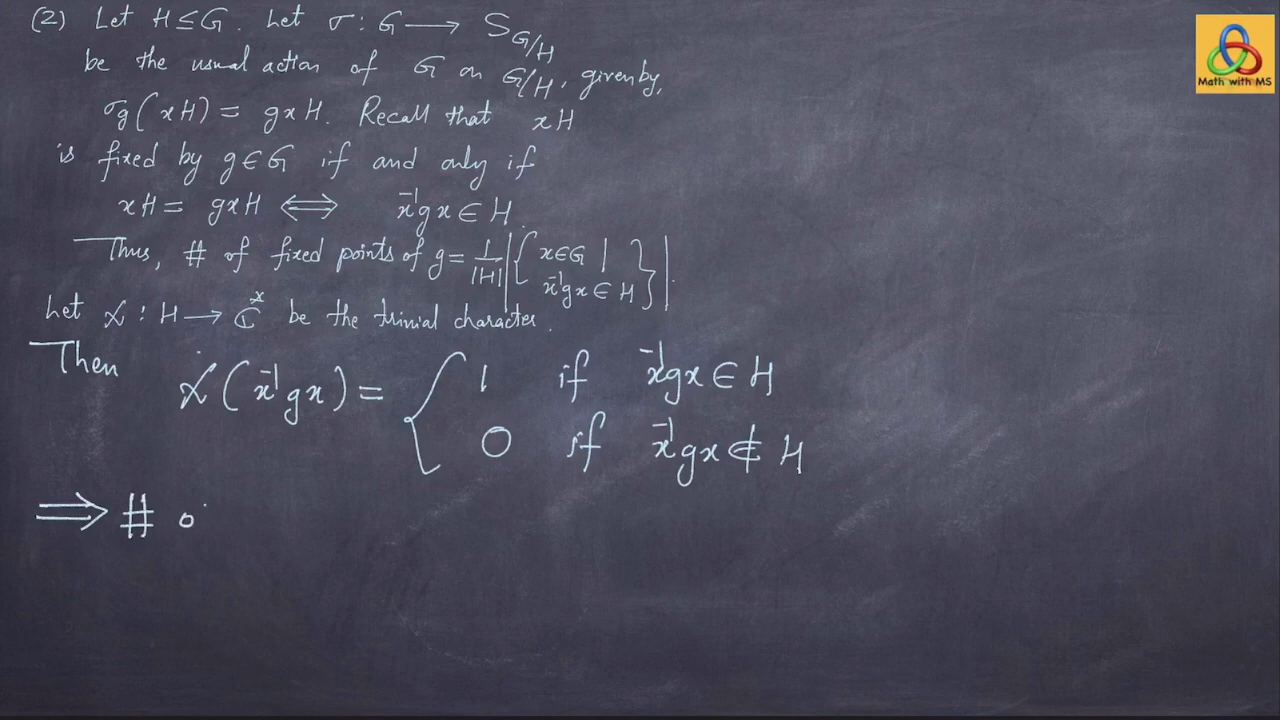 (2) Let H ≤ G. Let σ : G ⟶ S_{G/H}
be the usual action of G on G/H, given by,
σg(xH) = gxH. Recall that xH
is fixed by g∈G if and only if
xH = gxH ⟺ x⁻¹gx ∈ H.
Thus, # of fixed points of g = 1/|H| |{x∈G | x⁻¹gx ∈ H}|.
Let χ : H ⟶ ℂ^× be the trivial character.
Then χ̇(x⁻¹gx) = { 1 if x⁻¹gx ∈ H
0 if x⁻¹gx ∉ H
⟹ # o
Math with MS